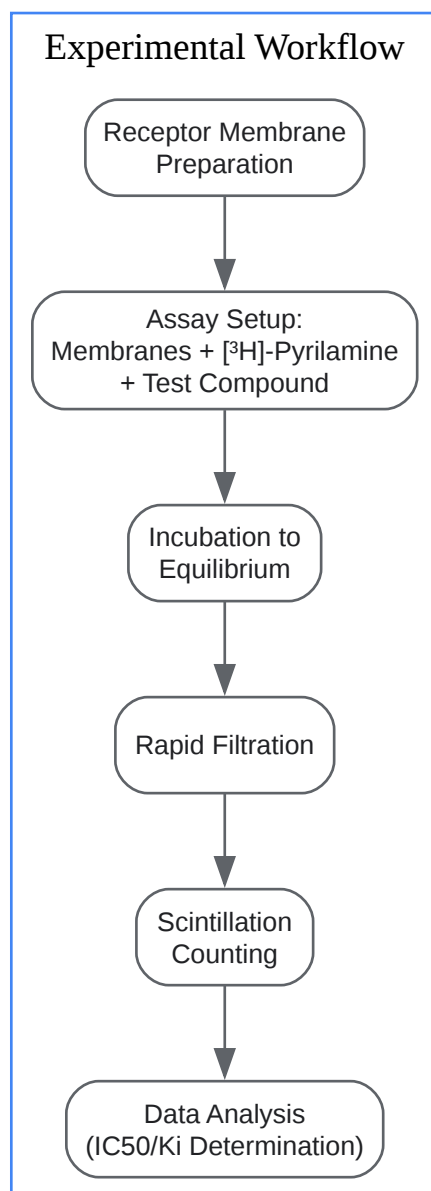 Experimental Workflow
Receptor Membrane
Preparation
Assay Setup:
Membranes + [³H]-Pyrilamine
+ Test Compound
Incubation to
Equilibrium
Rapid Filtration
Scintillation
Counting
Data Analysis
(IC50/Ki Determination)